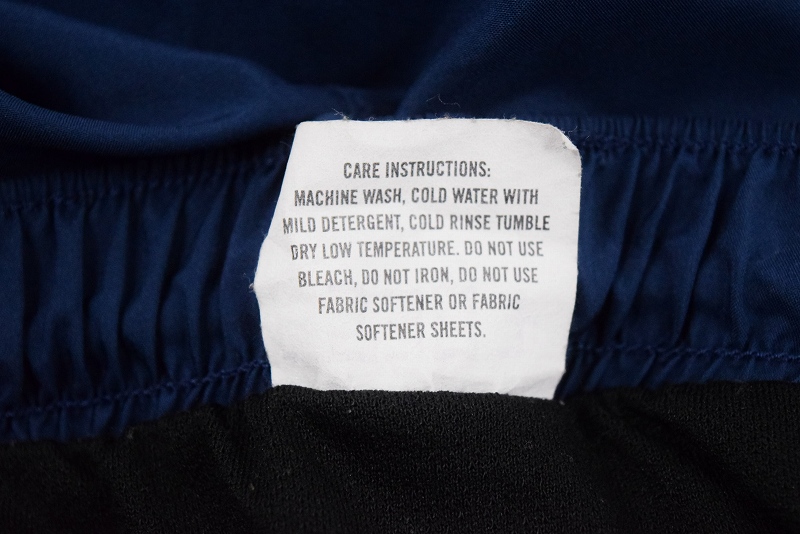 CARE INSTRUCTIONS:
MACHINE WASH, COLD WATER WITH
MILD DETERGENT, COLD RINSE TUMBLE
DRY LOW TEMPERATURE. DO NOT USE
BLEACH, DO NOT IRON, DO NOT USE
FABRIC SOFTENER OR FABRIC
SOFTENER SHEETS.